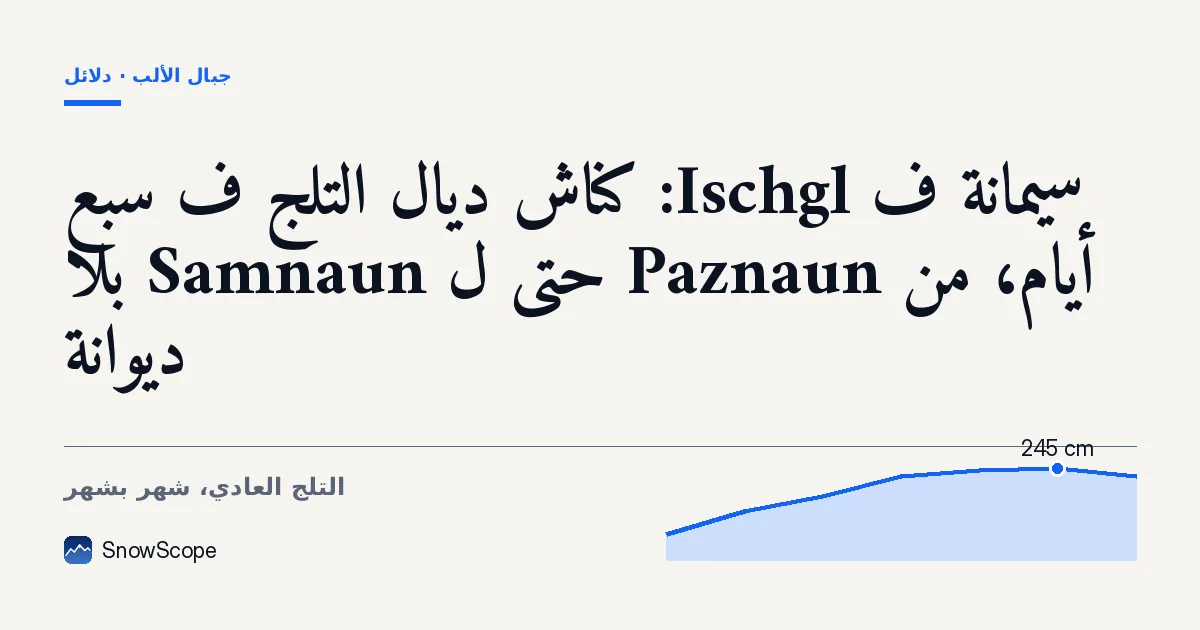 جبال الألب · دلائل
سيمانة ف Ischgl: كناش ديال التلج ف سبع
أيام، من Paznaun حتى ل Samnaun بلا
ديوانة
245 cm
التلج العادي، شهر بشهر
SnowScope